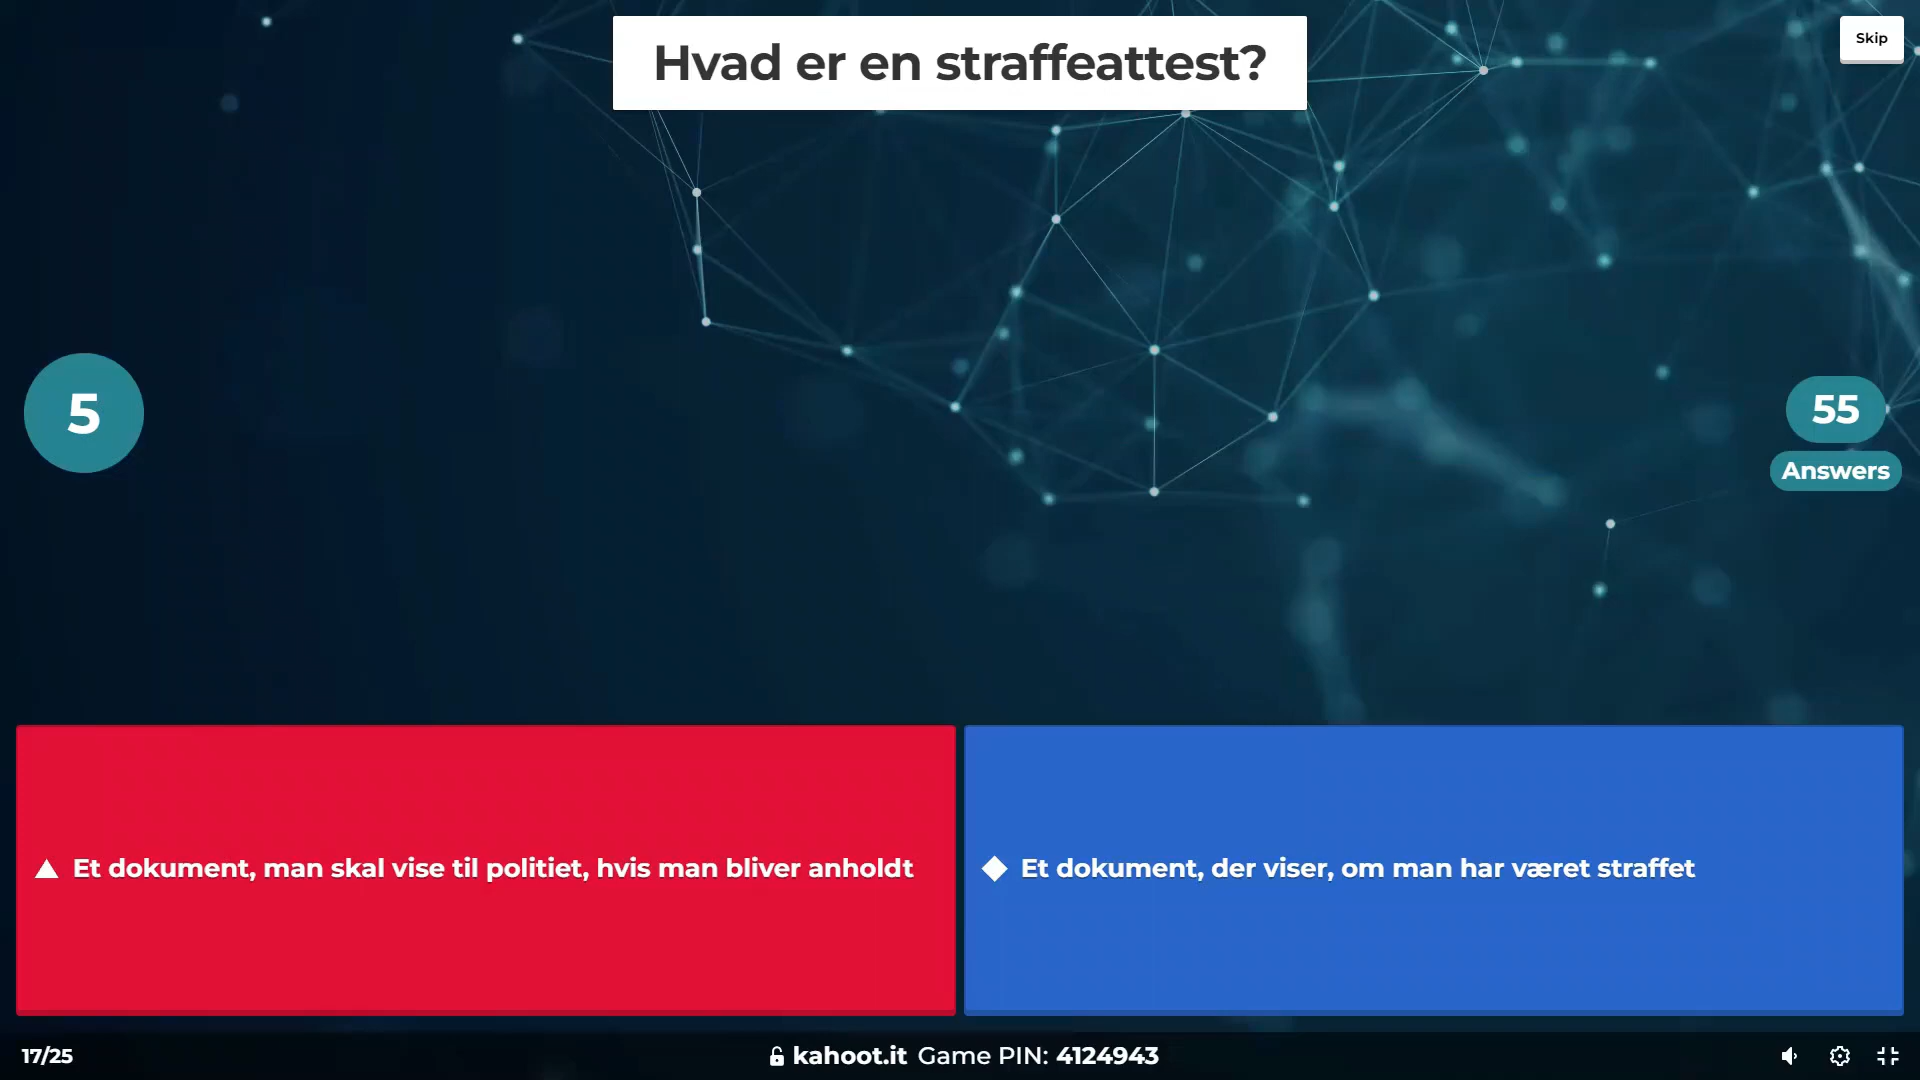 Hvad er en straffeattest?
Skip
5
55
Answers
Et dokument, man skal vise til politiet, hvis man bliver anholdt
Et dokument, der viser, om man har været straffet
17/25
kahoot.it Game PIN: 4124943